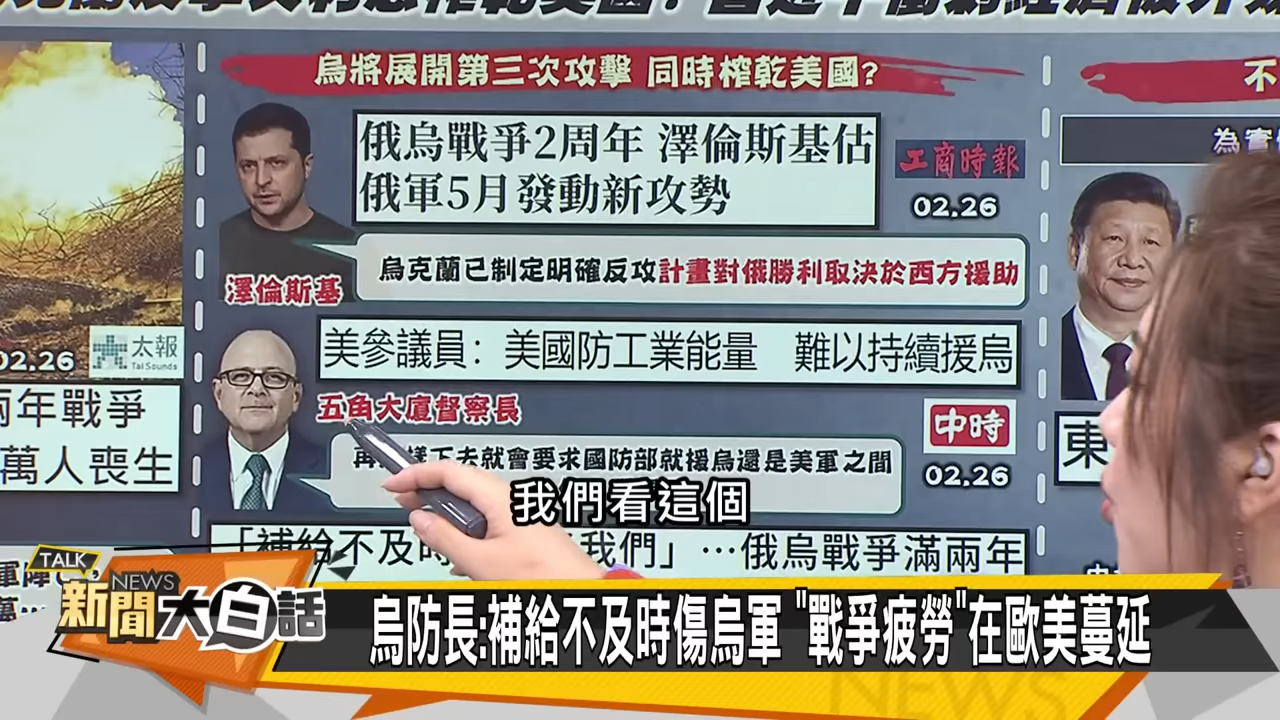 烏將展開第三次攻擊 同時榨乾美國?
俄烏戰爭2周年 澤倫斯基估
俄軍5月發動新攻勢
工商時報
02.26
烏克蘭已制定明確反攻計畫對俄勝利取決於西方援助
澤倫斯基
美參議員：美國防工業能量 難以持續援烏
五角大廈督察長
中時
02.26
下去就會要求國防部就援烏還是美軍之間
我們看這個
「補給不及時 我們」…俄烏戰爭滿兩年
02.26
太報
Tai Sounds
兩年戰爭
萬人喪生
不
為實
東
TALK
NEWS
新聞大白話
烏防長:補給不及時傷烏軍 "戰爭疲勞"在歐美蔓延
NEWS